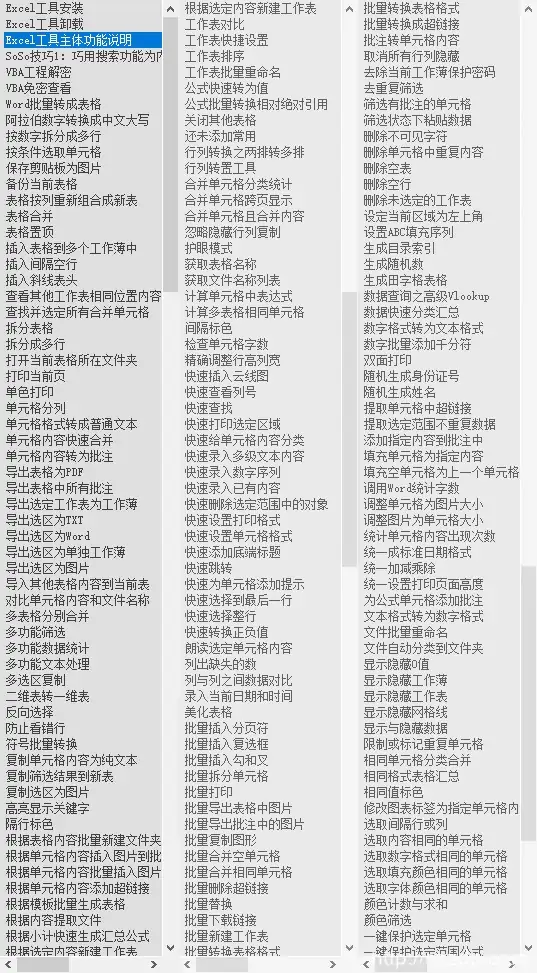 Excel工具安装
Excel工具卸载
Excel工具主体功能说明
SoSo技巧1: 巧用搜索功能为内
VBA工程解密
VBA免密查看
Word批量转成表格
阿拉伯数字转换成中文大写
按数字拆分成多行
按条件选取单元格
保存剪贴板为图片
备份当前表格
表格按列重新组合成新表
表格合并
表格置顶
插入表格到多个工作薄中
插入间隔空行
插入斜线表头
查看其他工作表相同位置内容
查找并选定所有合并单元格
拆分表格
拆分成多行
打开当前表格所在文件夹
打印当前页
单色打印
单元格分列
单元格格式转成普通文本
单元格内容快速合并
单元格内容转为批注
导出表格为PDF
导出表格中所有批注
导出选定工作表为工作薄
导出选区为TXT
导出选区为Word
导出选区为单独工作薄
导出选区为图片
导入其他表格内容到当前表
对比单元格内容和文件名称
多表格分别合并
多功能筛选
多功能数据统计
多功能文本处理
多选区复制
二维表转一维表
反向选择
防止看错行
符号批量转换
复制单元格内容为纯文本
复制筛选结果到新表
复制选区为图片
高亮显示关键字
隔行标色
根据表格内容批量新建文件夹
根据单元格内容插入图片到批
根据单元格内容批量插入图片
根据单元格内容添加超链接
根据模板批量生成表格
根据内容提取文件
根据小计快速生成汇总公式
根据选定内容新建工作薄
根据选定内容新建工作表
工作表对比
工作表快捷设置
工作表排序
工作表批量重命名
公式快速转为值
公式批量转换相对绝对引用
关闭其他表格
还未添加常用
行列转换之两排转多排
行列转置工具
合并单元格分类统计
合并单元格跨页显示
合并单元格且合并内容
忽略隐藏行列复制
护眼模式
获取表格名称
获取文件名称列表
计算单元格中表达式
计算多表格相同单元格
间隔标色
检查单元格字数
精确调整行高列宽
快速插入云线图
快速查看列号
快速查找
快速打印选定区域
快速给单元格内容分类
快速录入多级文本内容
快速录入数字序列
快速录入已有内容
快速删除选定范围中的对象
快速设置打印格式
快速设置单元格格式
快速添加底端标题
快速跳转
快速为单元格添加提示
快速选择到最后一行
快速选择整行
快速转换正负值
朗读选定单元格内容
列出缺失的数
列与列之间数据对比
录入当前日期和时间
美化表格
批量插入分页符
批量插入复选框
批量插入勾和叉
批量拆分单元格
批量打印
批量导出表格中图片
批量导出批注中的图片
批量复制图形
批量合并空单元格
批量合并相同单元格
批量删除超链接
批量替换
批量下载链接
批量新建工作表
批量转换表格格式
批量转换表格格式
批量转换成超链接
批注转单元格内容
取消所有行列隐藏
去除当前工作薄保护密码
去重复筛选
筛选有批注的单元格
筛选状态下粘贴数据
删除不可见字符
删除单元格中重复内容
删除空表
删除空行
删除未选定的工作表
设定当前区域为左上角
设置ABC填充序列
生成目录索引
生成随机数
生成田字格表格
数据查询之高级Vlookup
数据快速分类汇总
数字格式转为文本格式
数字批量添加千分符
双面打印
随机生成身份证号
随机生成姓名
提取单元格中超链接
提取选定范围不重复数据
添加指定内容到批注中
填充单元格为指定内容
填充空单元格为上一个单元格
调用Word统计字数
调整单元格为图片大小
调整图片为单元格大小
统计单元格内容出现次数
统一成标准日期格式
统一加减乘除
统一设置打印页面高度
为公式单元格添加批注
文本格式转为数字格式
文件批量重命名
文件自动分类到文件夹
显示隐藏0值
显示隐藏工作薄
显示隐藏工作表
显示隐藏网格线
显示与隐藏数据
限制或标记重复单元格
相同单元格分类合并
相同格式表格汇总
相同值标色
修改图表标签为指定单元格内
选取间隔行或列
选取内容相同的单元格
选取数字格式相同的单元格
选取填充颜色相同的单元格
选取字体颜色相同的单元格
颜色计数与求和
颜色筛选
一键保护选定单元格
一键保护选定范围公式